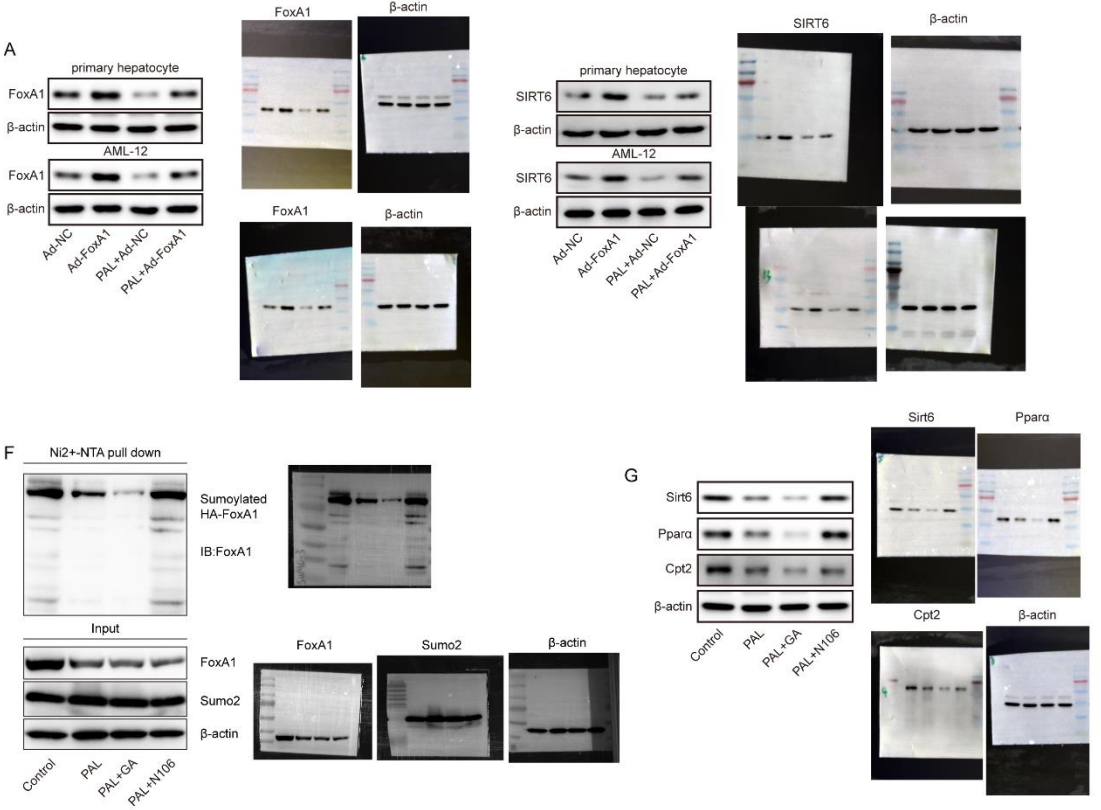 A
primary hepatocyte
FoxA1
β-actin
AML-12
FoxA1
β-actin
Ad-NC
Ad-FoxA1
PAL+Ad-NC
PAL+Ad-FoxA1
FoxA1
β-actin
FoxA1
β-actin
primary hepatocyte
SIRT6
β-actin
AML-12
SIRT6
β-actin
Ad-NC
Ad-FoxA1
PAL+Ad-NC
PAL+Ad-FoxA1
SIRT6
β-actin
F
Ni2+-NTA pull down
Sumoylated
HA-FoxA1
IB:FoxA1
Input
FoxA1
Sumo2
β-actin
Control
PAL
PAL+GA
PAL+N106
FoxA1
Sumo2
β-actin
G
Sirt6
Pparα
Cpt2
β-actin
Control
PAL
PAL+GA
PAL+N106
Sirt6
Pparα
Cpt2
β-actin